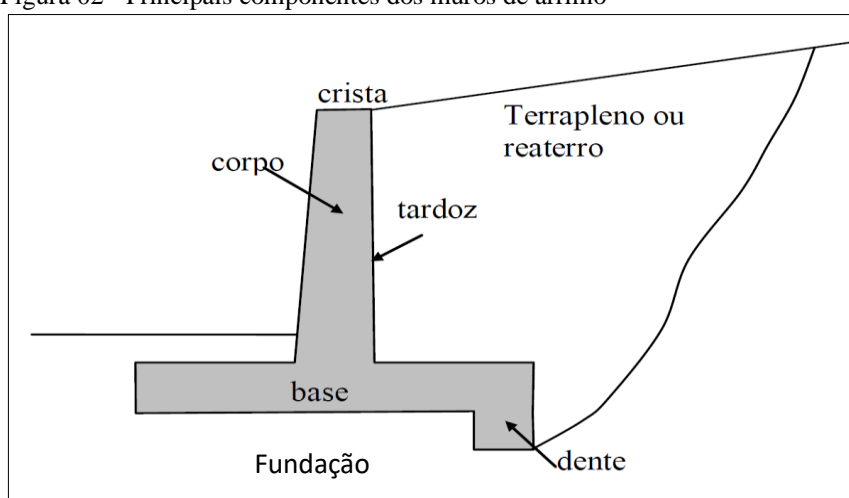 Figura 02 - Principais componentes dos muros de arrimo
crista
Terrapleno ou
reaterro
corpo
tardoz
base
Fundação
dente